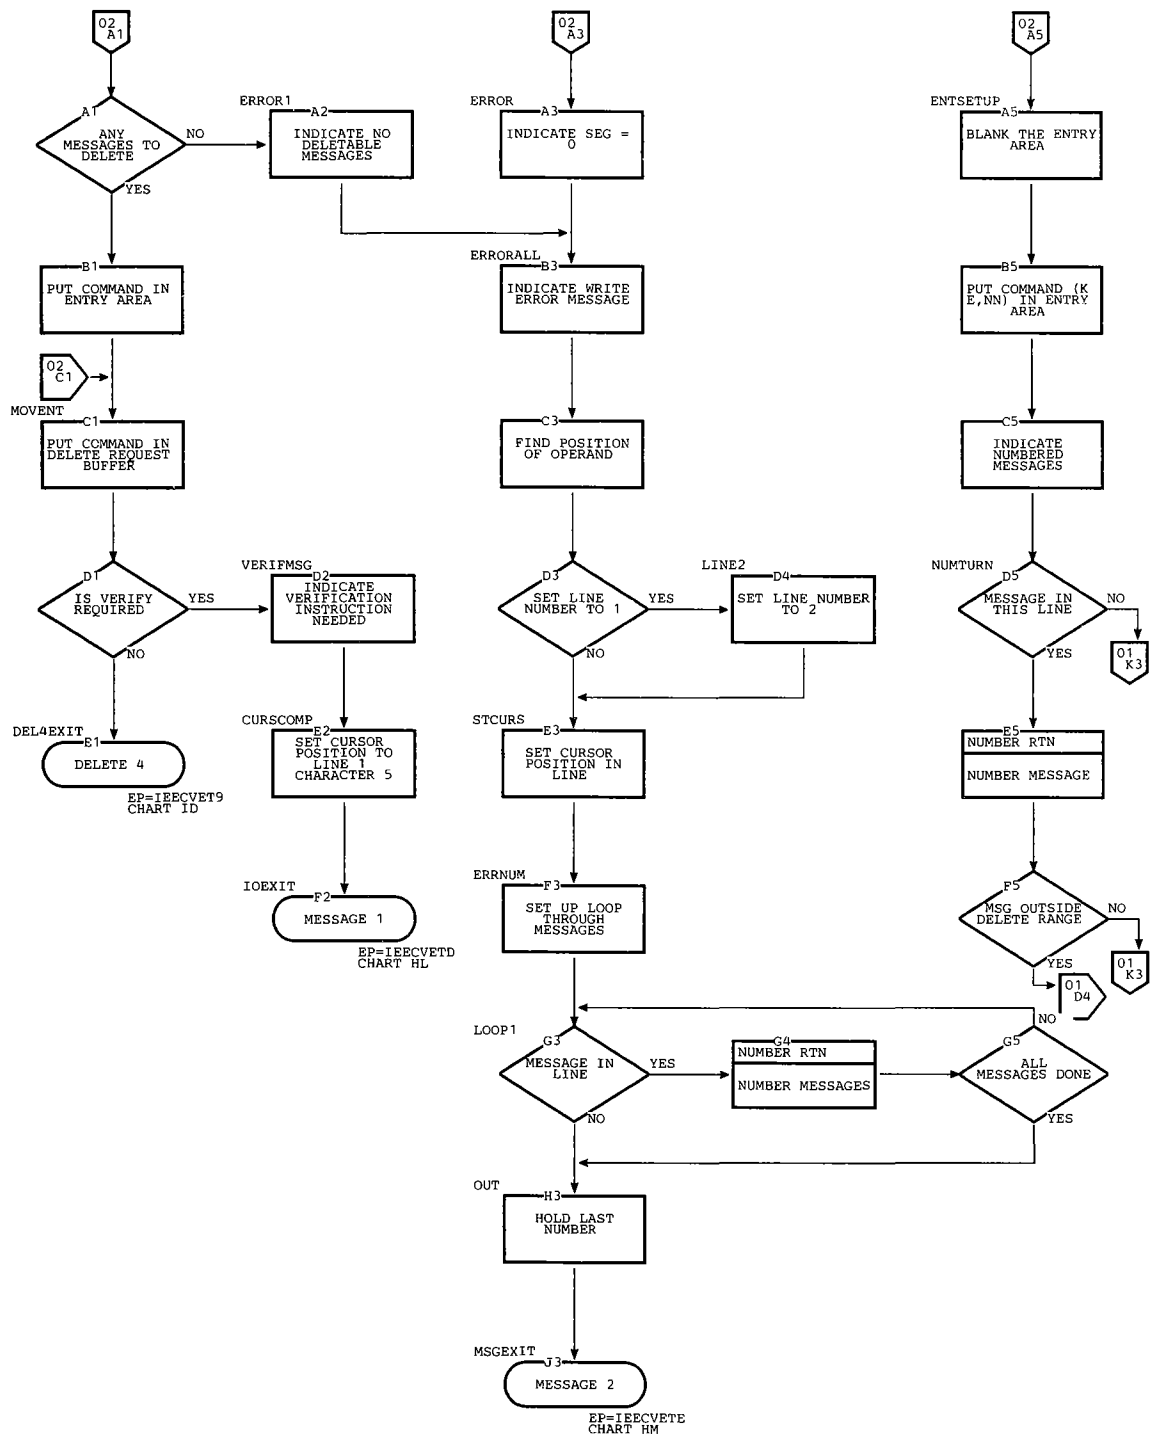 02
A1
A1
ANY
MESSAGES TO
DELETE
NO
YES
ERROR1
A2
INDICATE NO
DELETABLE
MESSAGES
B1
PUT COMMAND IN
ENTRY AREA
02
C1
MOVENT
C1
PUT COMMAND IN
DELETE REQUEST
BUFFER
D1
IS VERIFY
REQUIRED
YES
NO
VERIFMSG
D2
INDICATE
VERIFICATION
INSTRUCTION
NEEDED
DEL4EXIT
E1
DELETE 4
EP=IEECVET9
CHART ID
CURSCOMP
E2
SET CURSOR
POSITION TO
LINE 1
CHARACTER 5
IOEXIT
F2
MESSAGE 1
EP=IEECVETD
CHART HL
02
A3
ERROR
A3
INDICATE SEG =
0
ERRORALL
B3
INDICATE WRITE
ERROR MESSAGE
C3
FIND POSITION
OF OPERAND
D3
SET LINE
NUMBER TO 1
YES
NO
LINE2
D4
SET LINE NUMBER
TO 2
STCURS
E3
SET CURSOR
POSITION IN
LINE
ERRNUM
F3
SET UP LOOP
THROUGH
MESSAGES
LOOP1
G3
MESSAGE IN
LINE
YES
NO
G4
NUMBER RTN
NUMBER MESSAGES
G5
ALL
MESSAGES DONE
NO
YES
OUT
H3
HOLD LAST
NUMBER
MSGEXIT
J3
MESSAGE 2
EP=IEECVETE
CHART HM
02
A5
ENTSETUP
A5
BLANK THE ENTRY
AREA
B5
PUT COMMAND (K
E,NN) IN ENTRY
AREA
C5
INDICATE
NUMBERED
MESSAGES
NUMTURN
D5
MESSAGE IN
THIS LINE
NO
YES
01
K3
E5
NUMBER RTN
NUMBER MESSAGE
F5
MSG OUTSIDE
DELETE RANGE
NO
YES
01
K3
01
D4